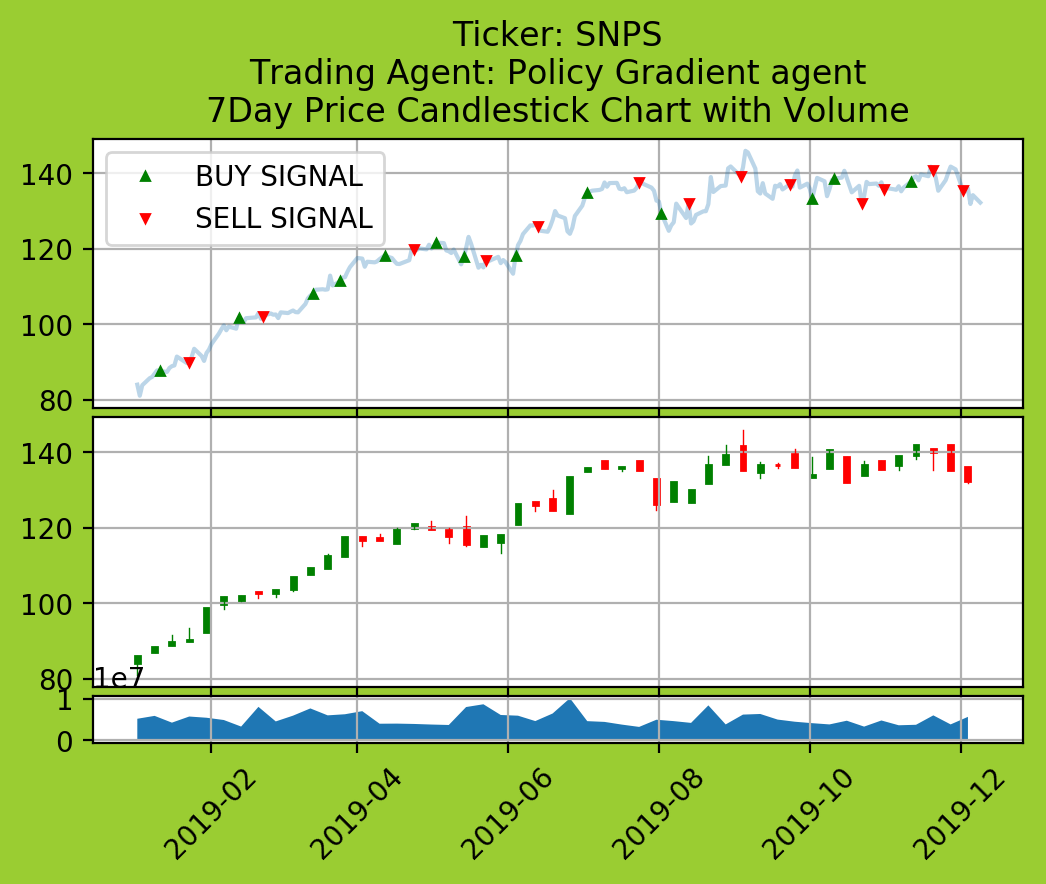 Ticker: SNPS
Trading Agent: Policy Gradient agent
7Day Price Candlestick Chart with Volume
140
120
100
80
BUY SIGNAL
SELL SIGNAL
140
120
100
80
1e7
1
0
2019-02
2019-04
2019-06
2019-08
2019-10
2019-12